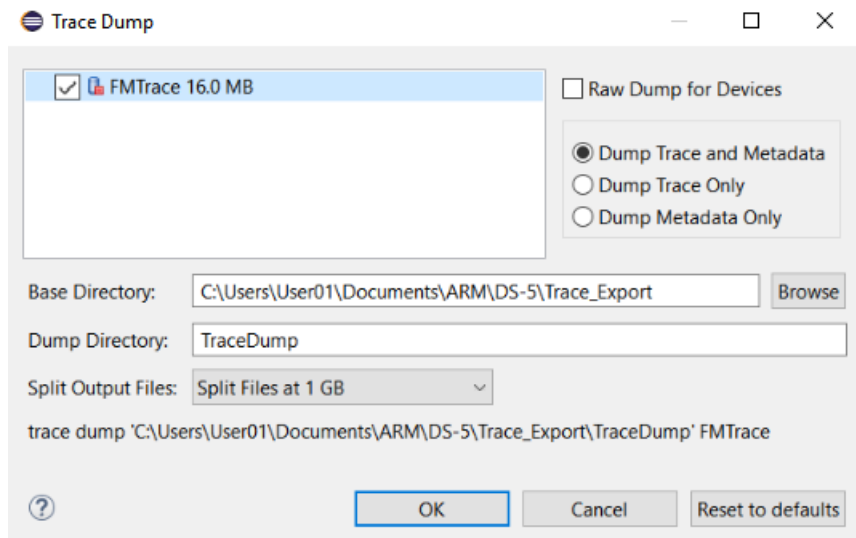 Trace Dump
FMTrace 16.0 MB
Raw Dump for Devices
Dump Trace and Metadata
Dump Trace Only
Dump Metadata Only
Base Directory: C:\Users\User01\Documents\ARM\DS-5\Trace_Export Browse
Dump Directory: TraceDump
Split Output Files: Split Files at 1 GB
trace dump 'C:\Users\User01\Documents\ARM\DS-5\Trace_Export\TraceDump' FMTrace
? OK Cancel Reset to defaults